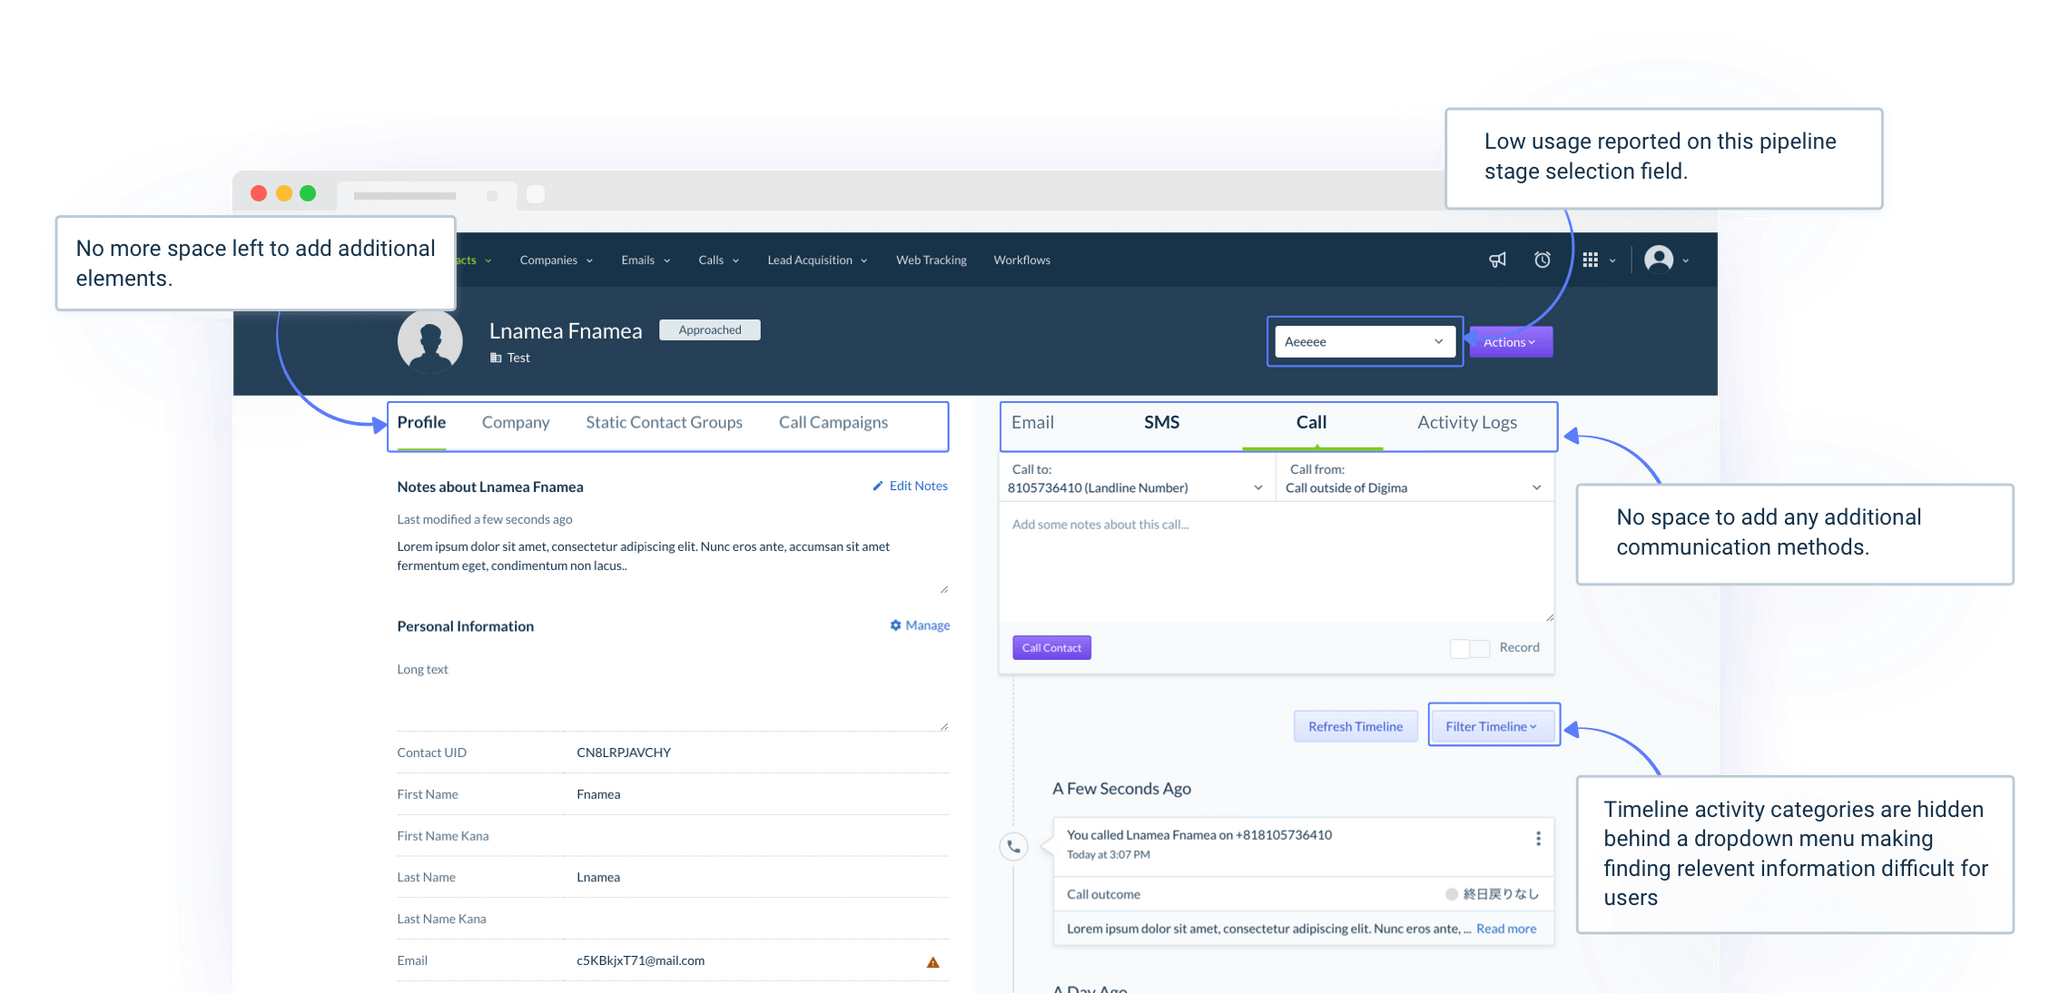 Low usage reported on this pipeline
stage selection field.
No more space left to add additional
elements.
acts
Companies
Emails
Calls
Lead Acquisition
Web Tracking
Workflows
Lnamea Fnamea
Approached
Test
Aeeeee
Actions
Profile
Company
Static Contact Groups
Call Campaigns
Email
SMS
Call
Activity Logs
Notes about Lnamea Fnamea
Edit Notes
Last modified a few seconds ago
Lorem ipsum dolor sit amet, consectetur adipiscing elit. Nunc eros ante, accumsan sit amet
fermentum eget, condimentum non lacus..
Personal Information
Manage
Long text
Contact UID
CN8LRPJAVCHY
First Name
Fnamea
First Name Kana
Last Name
Lnamea
Last Name Kana
Email
c5KBkjxT71@mail.com
Call to:
8105736410 (Landline Number)
Call from:
Call outside of Digima
Add some notes about this call...
Call Contact
Record
No space to add any additional
communication methods.
Refresh Timeline
Filter Timeline
Timeline activity categories are hidden
behind a dropdown menu making
finding relevent information difficult for
users
A Few Seconds Ago
You called Lnamea Fnamea on +818105736410
Today at 3:07 PM
Call outcome
終日戻りなし
Lorem ipsum dolor sit amet, consectetur adipiscing elit. Nunc eros ante, ... Read more
A Day Ago